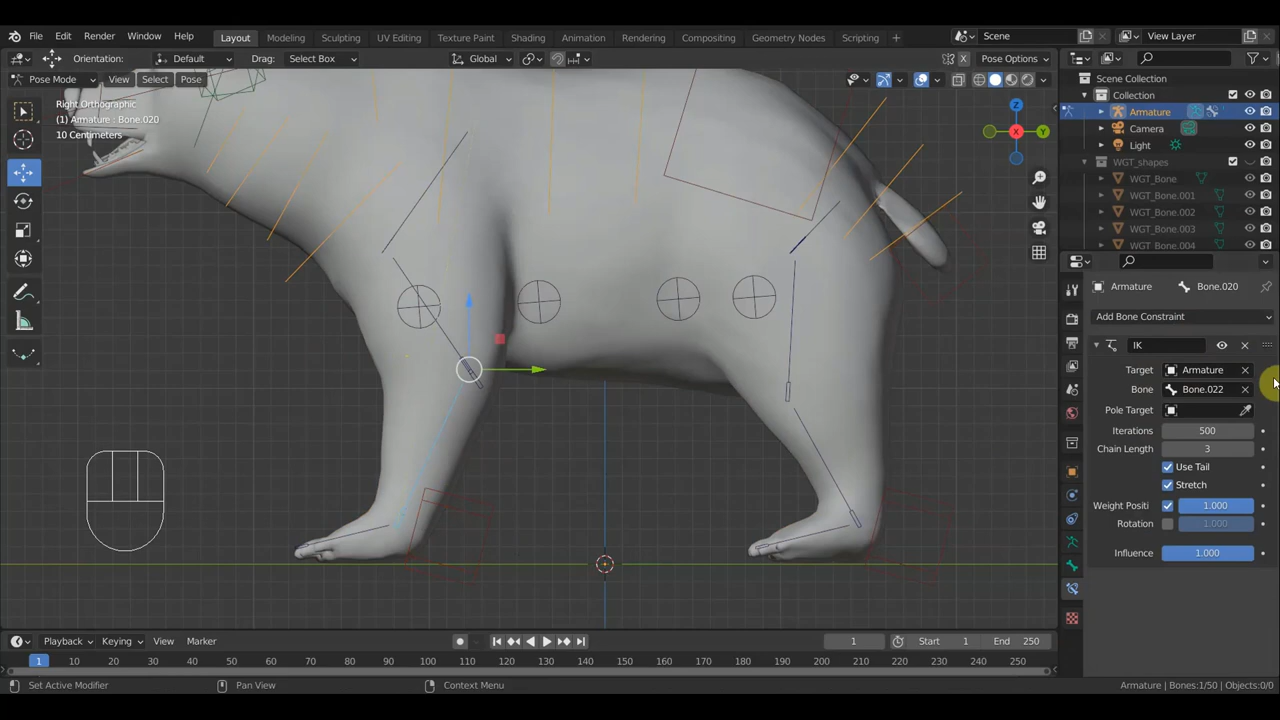 File Edit Render Window Help Layout Modeling Sculpting UV Editing Texture Paint Shading Animation Rendering Compositing Geometry Nodes Scripting + Scene View Layer
Orientation: Default Drag: Select Box Global Pose Options
Pose Mode View Select Pose
Right Orthographic
(1) Armature : Bone.020
10 Centimeters
Z
X
Y
Scene Collection
Collection
Armature
Camera
Light
WGT_shapes
WGT_Bone
WGT_Bone.001
WGT_Bone.002
WGT_Bone.003
WGT_Bone.004
Armature Bone.020
Add Bone Constraint
IK
Target Armature
Bone Bone.022
Pole Target
Iterations 500
Chain Length 3
Use Tail
Stretch
Weight Positi 1.000
Rotation 1.000
Influence 1.000
Playback Keying View Marker 1 Start 1 End 250
1 10 20 30 40 50 60 70 80 90 100 110 120 130 140 150 160 170 180 190 200 210 220 230 240 250
Set Active Modifier Pan View Context Menu Armature | Bones:1/50 | Objects:0/0